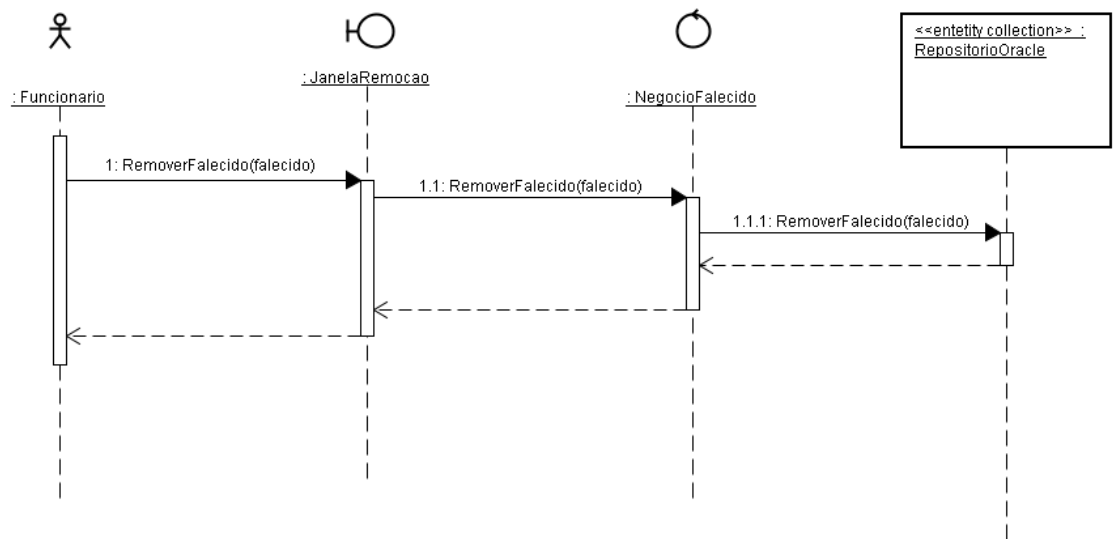 <<entetity collection>> :
RepositorioOracle
: JanelaRemocao
: Funcionario
: NegocioFalecido
1: RemoverFalecido(falecido)
1.1: RemoverFalecido(falecido)
1.1.1: RemoverFalecido(falecido)